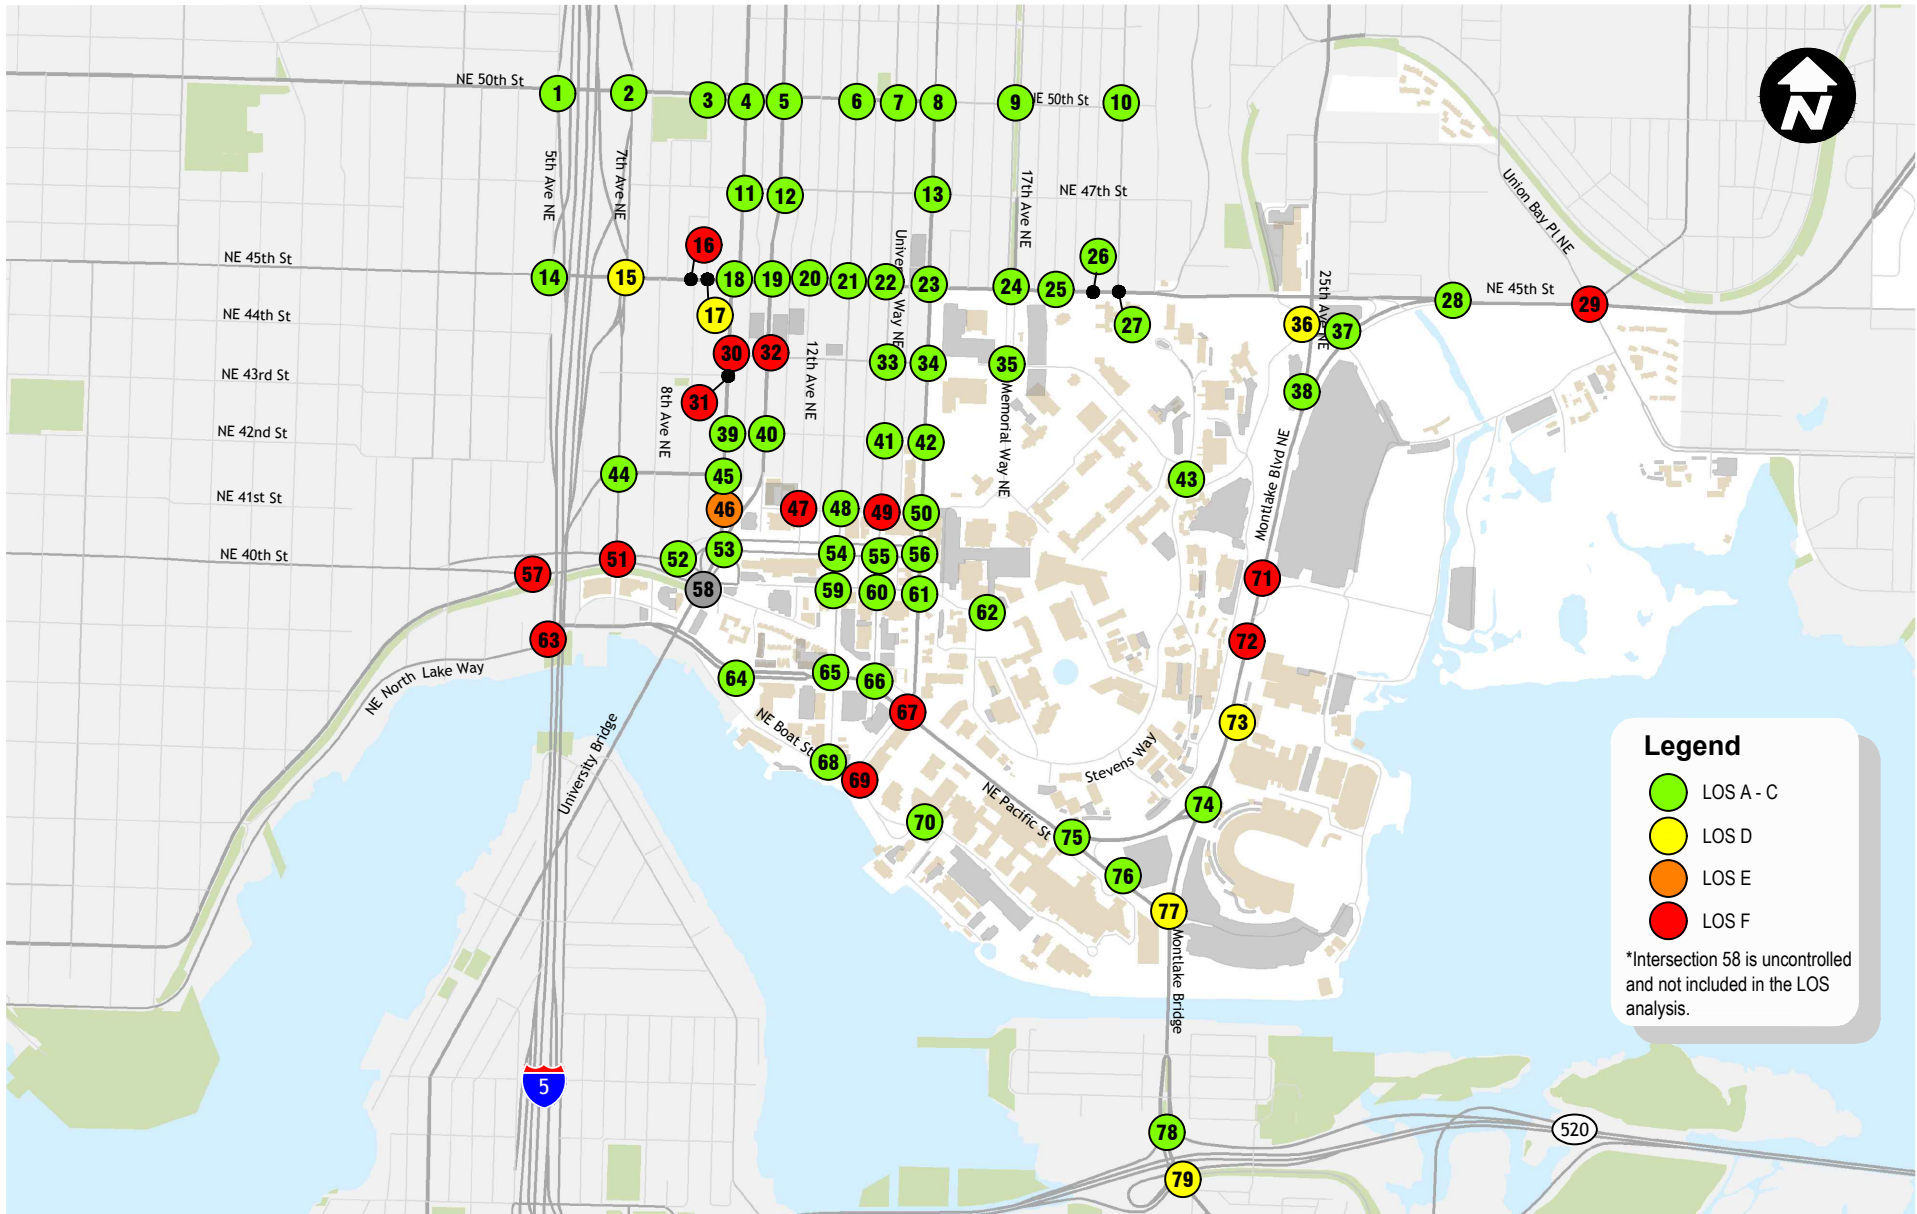 NE 50th St
1
2
3
4
5
6
7
8
9
E 50th St
10
5th Ave NE
7th Ave NE
11
12
13
17th Ave NE
NE 47th St
Union Bay Pl NE
NE 45th St
14
15
16
17
18
19
20
21
22
23
24
25
26
27
28
NE 45th St
29
University Way NE
25th Ave NE
NE 44th St
30
32
12th Ave NE
33
34
35
36
37
NE 43rd St
31
8th Ave NE
38
Memorial Way NE
NE 42nd St
39
40
41
42
43
Montlake Blvd NE
44
45
NE 41st St
46
47
48
49
50
NE 40th St
51
52
53
54
55
56
57
58
59
60
61
62
63
71
72
NE North Lake Way
64
65
66
67
73
University Bridge
NE Boat St
68
69
70
Stevens Way
NE Pacific St
74
75
76
77
Montlake Bridge
5
78
79
520
N
Legend
LOS A - C
LOS D
LOS E
LOS F
*Intersection 58 is uncontrolled
and not included in the LOS
analysis.